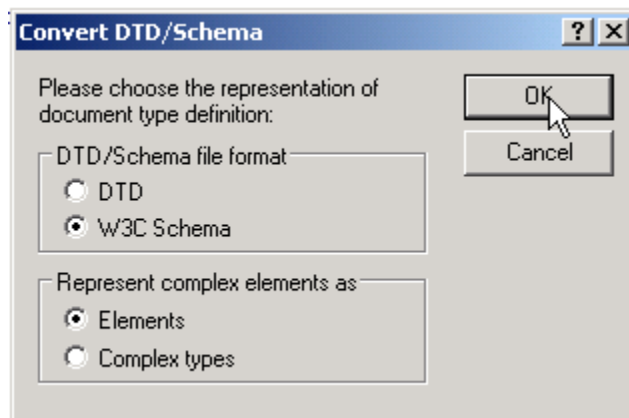 Convert DTD/Schema
Please choose the representation of
document type definition:
OK
Cancel
DTD/Schema file format
DTD
W3C Schema
Represent complex elements as
Elements
Complex types